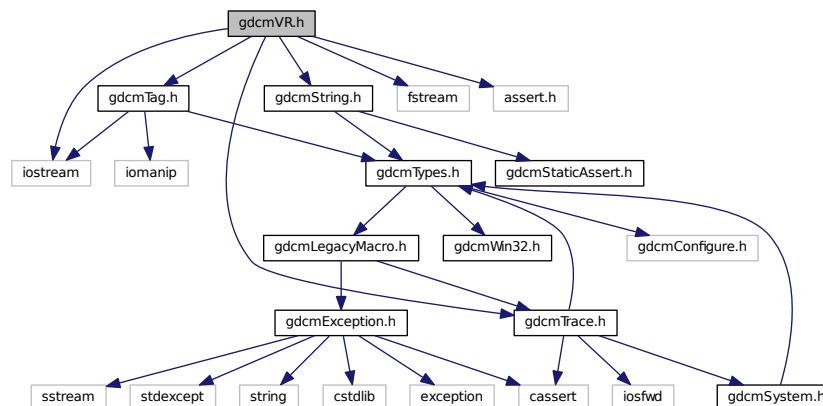 gdcmVR.h
gdcmTag.h
gdcmString.h
fstream
assert.h
iostream
iomanip
gdcmTypes.h
gdcmStaticAssert.h
gdcmLegacyMacro.h
gdcmWin32.h
gdcmConfigure.h
gdcmException.h
gdcmTrace.h
sstream
stdexcept
string
cstdlib
exception
cassert
iosfwd
gdcmSystem.h